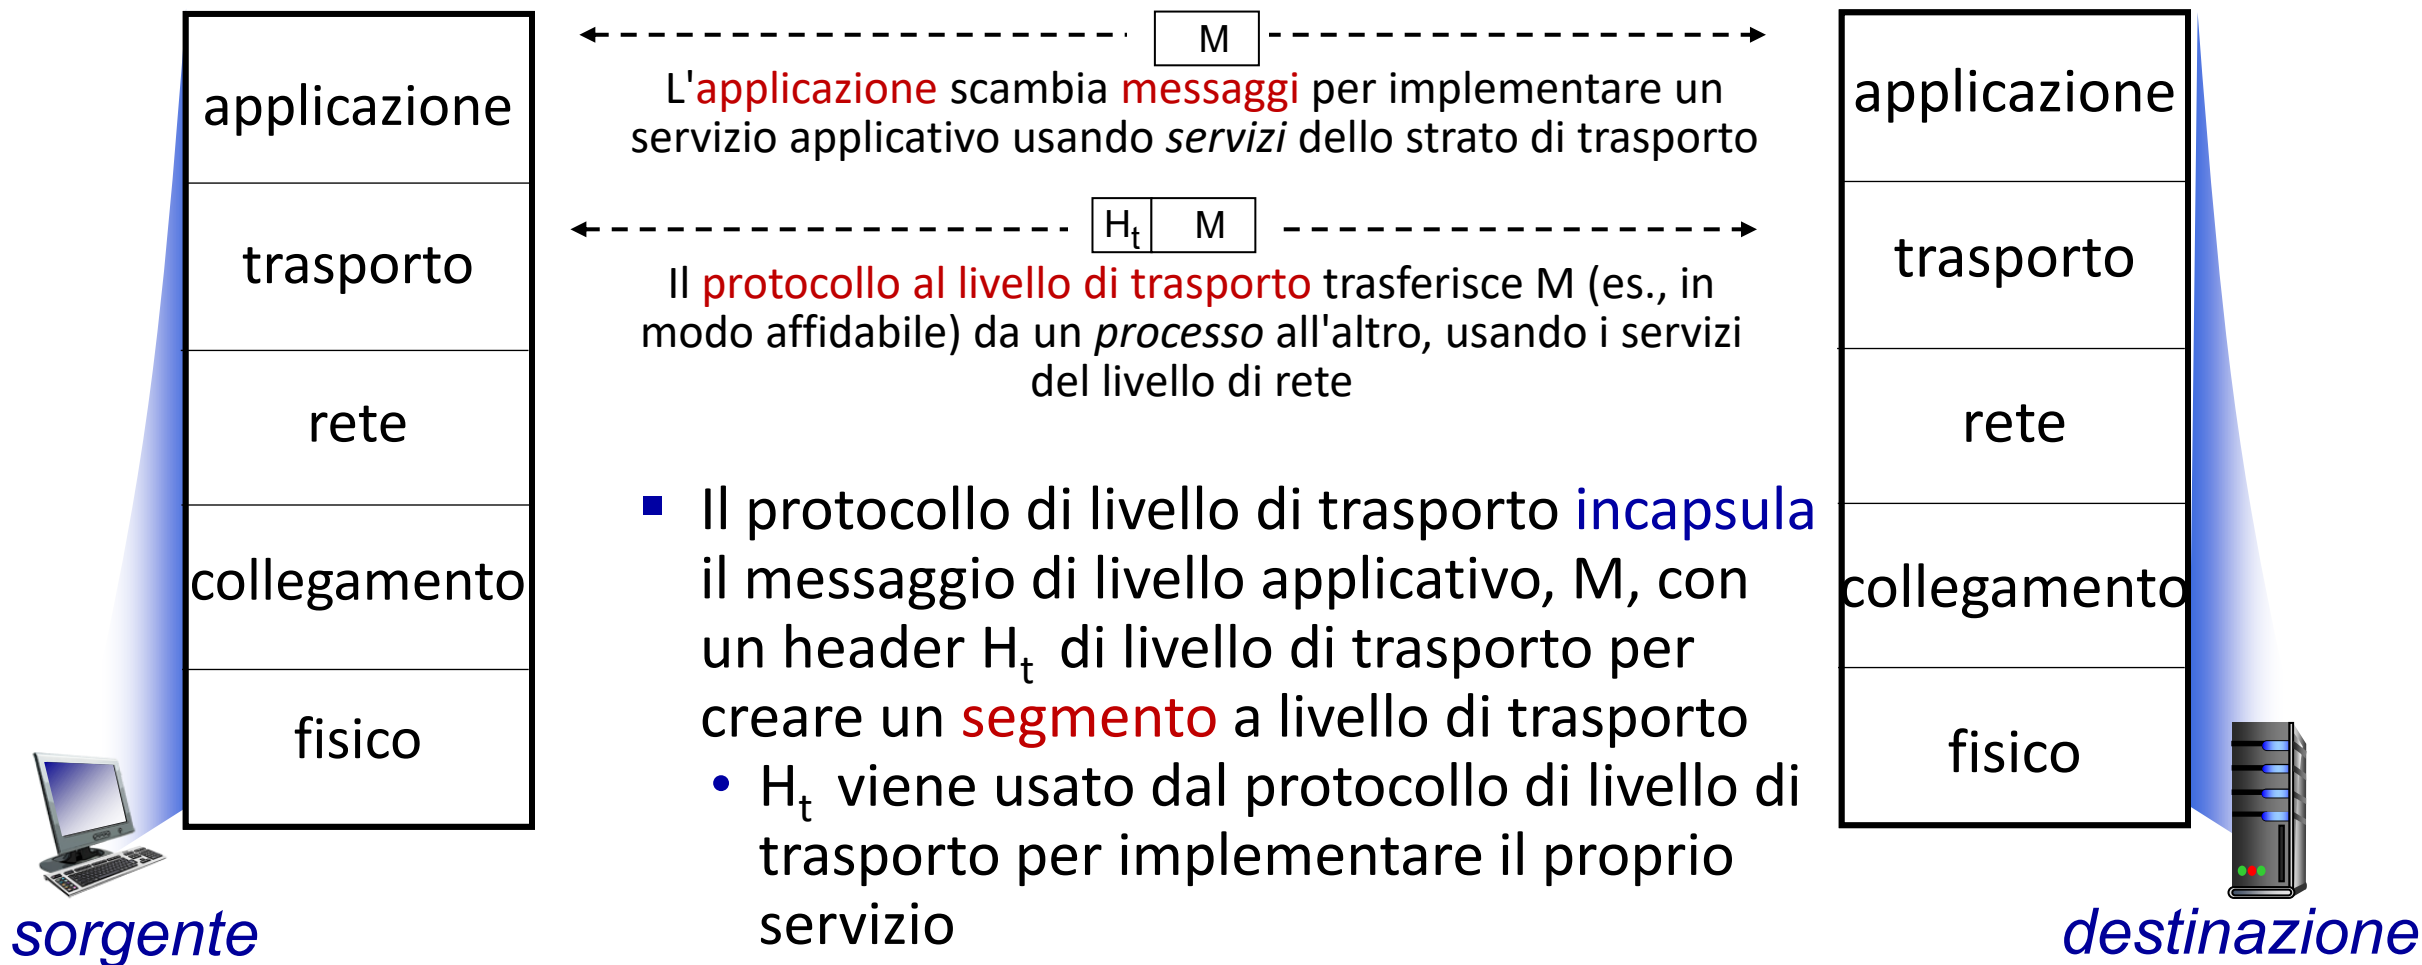 applicazione
trasporto
rete
collegamento
fisico
sorgente
M
L'applicazione scambia messaggi per implementare un
servizio applicativo usando servizi dello strato di trasporto
Ht M
Il protocollo al livello di trasporto trasferisce M (es., in
modo affidabile) da un processo all'altro, usando i servizi
del livello di rete
Il protocollo di livello di trasporto incapsula
il messaggio di livello applicativo, M, con
un header Ht di livello di trasporto per
creare un segmento a livello di trasporto
Ht viene usato dal protocollo di livello di
trasporto per implementare il proprio
servizio
applicazione
trasporto
rete
collegamento
fisico
destinazione